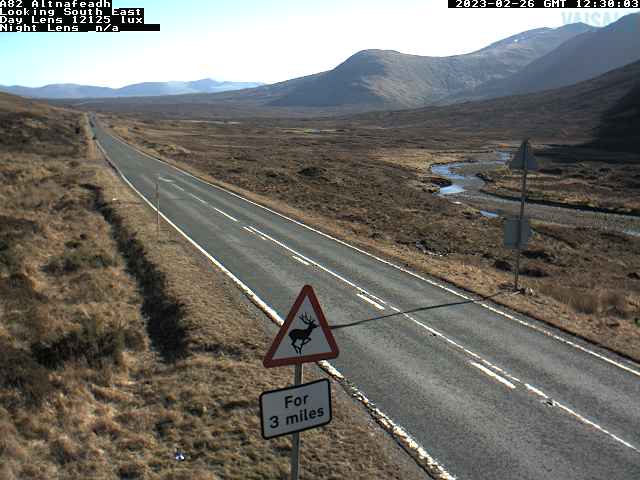 A82 Altnafeadh
Looking South East
Day Lens 12125 lux
Night Lens n/a
2023-02-26 GMT 12:30:03
VAISALA
For
3 miles